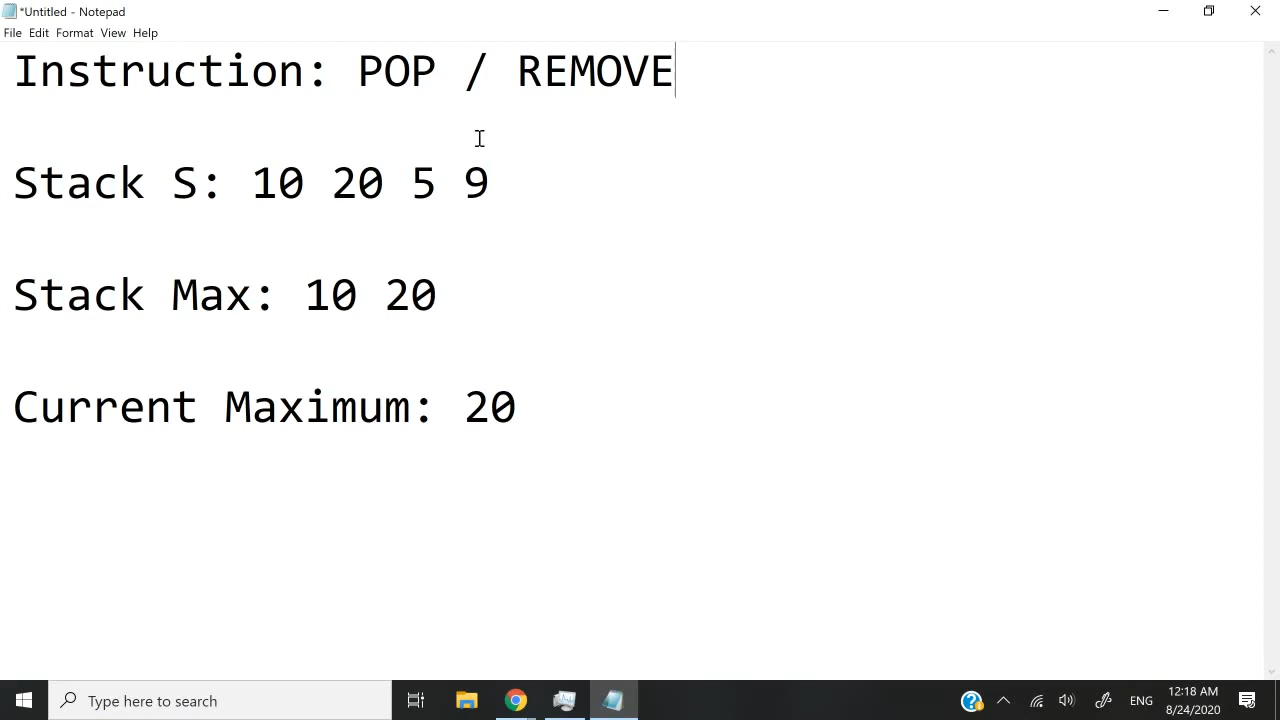 *Untitled - Notepad
File Edit Format View Help
Instruction: POP / REMOVE
Stack S: 10 20 5 9
Stack Max: 10 20
Current Maximum: 20
Type here to search
ENG
12:18 AM
8/24/2020